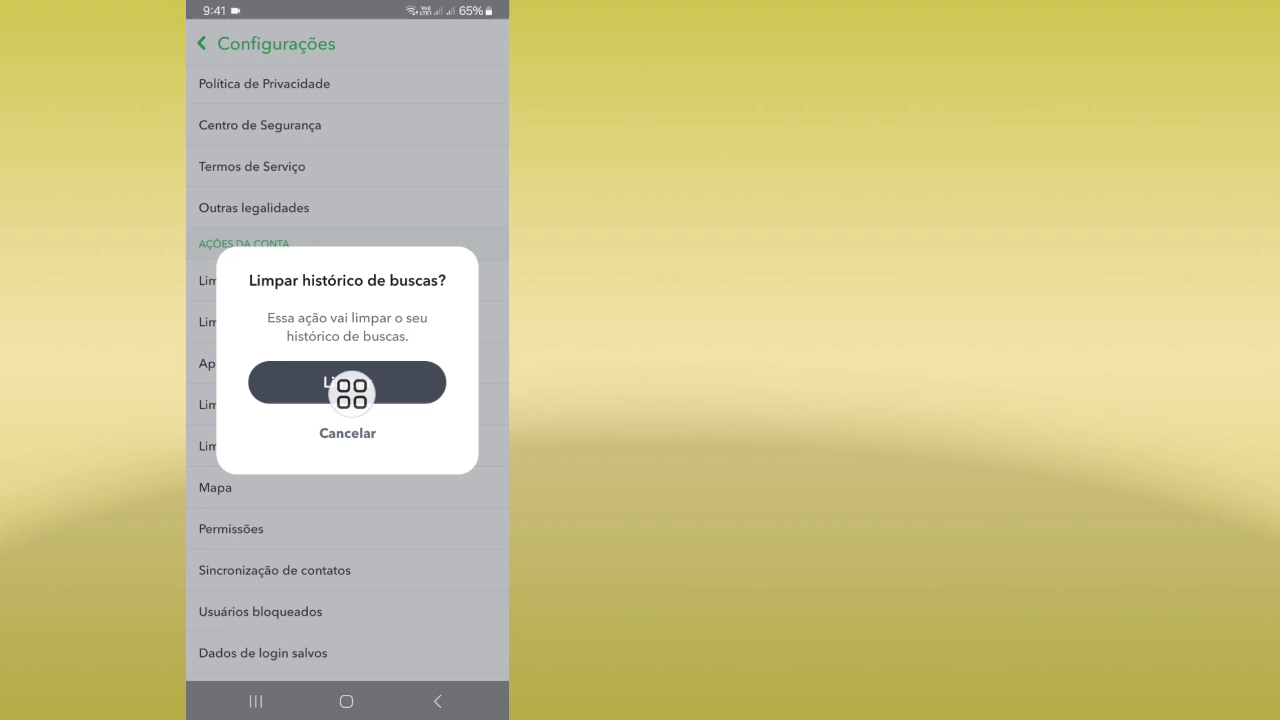 9:41
65%
Configurações
Política de Privacidade
Centro de Segurança
Termos de Serviço
Outras legalidades
AÇÕES DA CONTA
Limpar histórico de buscas?
Essa ação vai limpar o seu
histórico de buscas.
Cancelar
Mapa
Permissões
Sincronização de contatos
Usuários bloqueados
Dados de login salvos